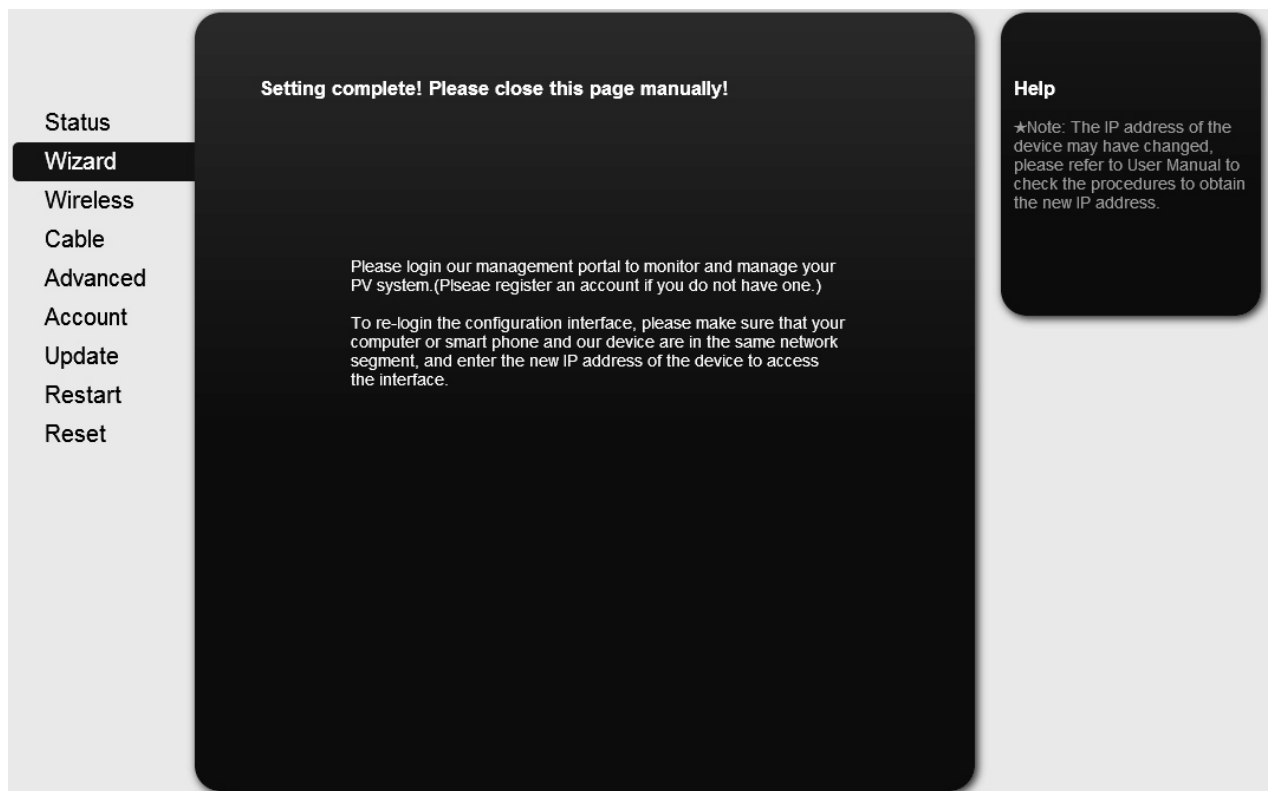 Status
Wizard
Wireless
Cable
Advanced
Account
Update
Restart
Reset
Setting complete! Please close this page manually!
Please login our management portal to monitor and manage your
PV system.(Plseae register an account if you do not have one.)
To re-login the configuration interface, please make sure that your
computer or smart phone and our device are in the same network
segment, and enter the new IP address of the device to access
the interface.
Help
★Note: The IP address of the
device may have changed,
please refer to User Manual to
check the procedures to obtain
the new IP address.